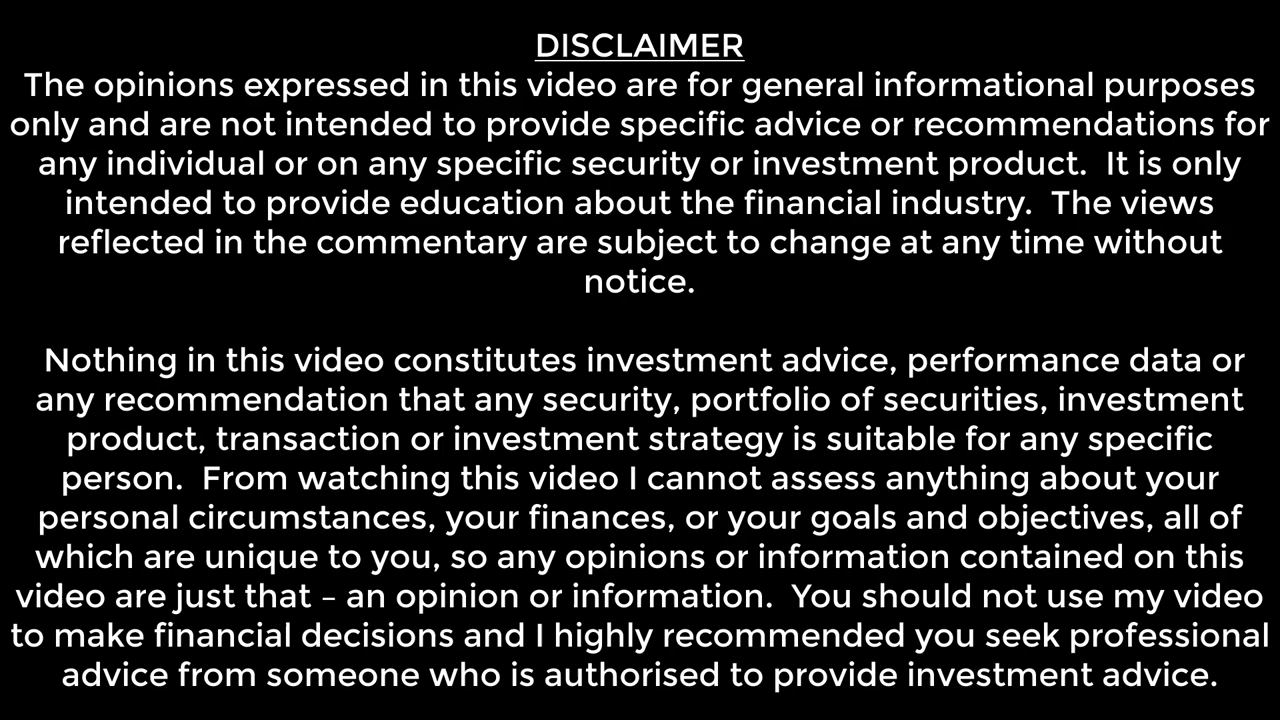 DISCLAIMER
The opinions expressed in this video are for general informational purposes
only and are not intended to provide specific advice or recommendations for
any individual or on any specific security or investment product.  It is only
intended to provide education about the financial industry.  The views
reflected in the commentary are subject to change at any time without
notice.
Nothing in this video constitutes investment advice, performance data or
any recommendation that any security, portfolio of securities, investment
product, transaction or investment strategy is suitable for any specific
person.  From watching this video I cannot assess anything about your
personal circumstances, your finances, or your goals and objectives, all of
which are unique to you, so any opinions or information contained on this
video are just that – an opinion or information.  You should not use my video
to make financial decisions and I highly recommended you seek professional
advice from someone who is authorised to provide investment advice.